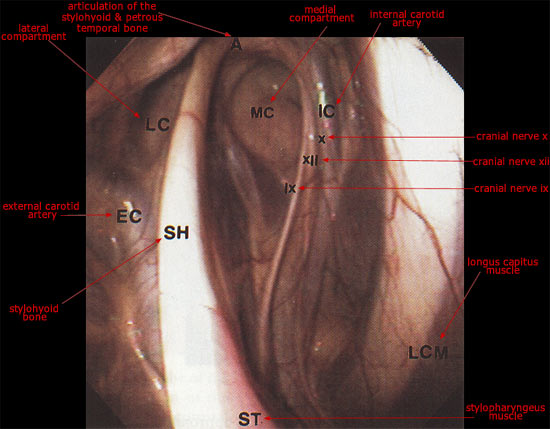 articulation of the
stylohyoid & petrous
temporal bone
lateral
compartment
medial
compartment
internal carotid
artery
A
LC
MC
IC
X
cranial nerve x
XII
cranial nerve xii
IX
cranial nerve ix
external carotid
artery
EC
SH
stylohyoid
bone
longus capitus
muscle
LCM
ST
stylopharyngeus
muscle